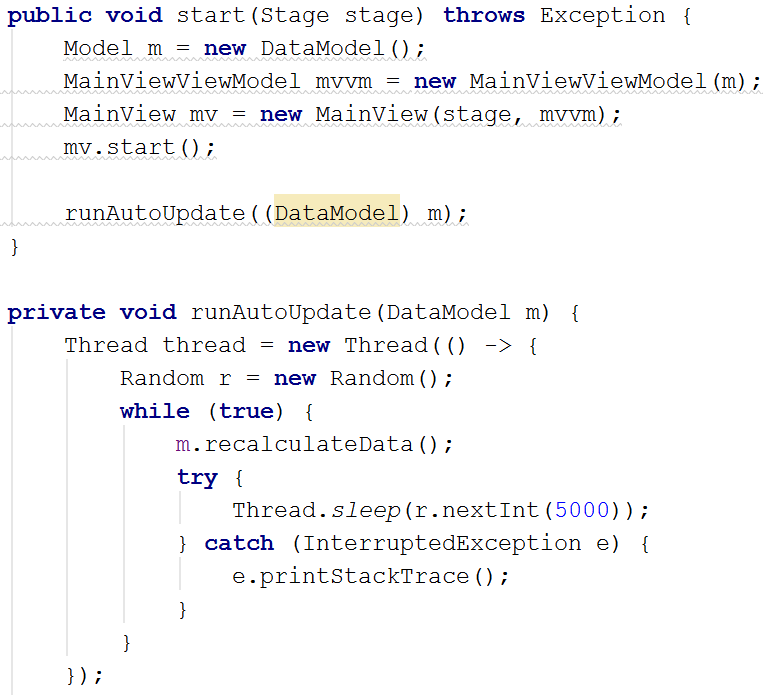 public void start(Stage stage) throws Exception {
    Model m = new DataModel();
    MainViewViewModel mvvm = new MainViewViewModel(m);
    MainView mv = new MainView(stage, mvvm);
    mv.start();

    runAutoUpdate((DataModel) m);
}

private void runAutoUpdate(DataModel m) {
    Thread thread = new Thread(() -> {
        Random r = new Random();
        while (true) {
            m.recalculateData();
            try {
                Thread.sleep(r.nextInt(5000));
            } catch (InterruptedException e) {
                e.printStackTrace();
            }
        }
    });